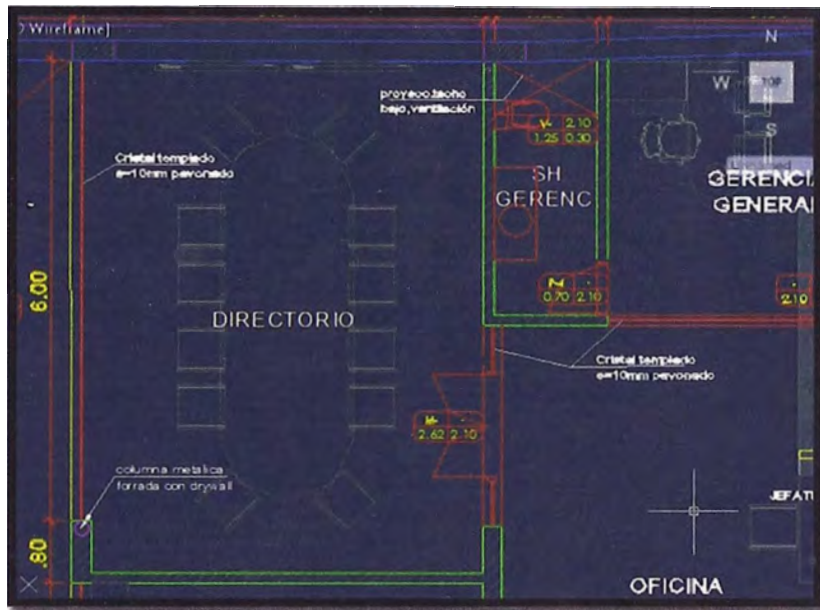 Wireframe]
N
W
TOP
S
proyecc.techo
bajo,ventilación
2.10
1.25 0.30
Cristal templado
e=10mm pavonado
SH
GERENC
GERENCI
GENERAL
0.70 2.10
2.10
6.00
DIRECTORIO
Cristal templado
e=10mm pavonado
2.62 2.10
columna metalica
forrada con drywall
JEFAT
.80
OFICINA